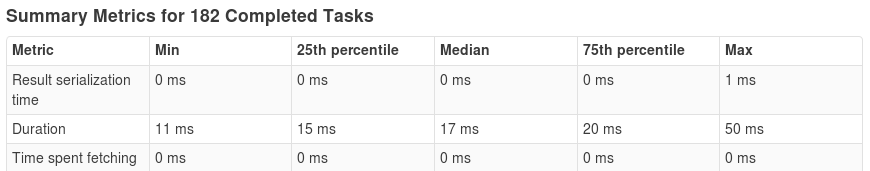 Summary Metrics for 182 Completed Tasks
Metric Min 25th percentile Median 75th percentile Max
Result serialization time 0 ms 0 ms 0 ms 0 ms 1 ms
Duration 11 ms 15 ms 17 ms 20 ms 50 ms
Time spent fetching 0 ms 0 ms 0 ms 0 ms 0 ms